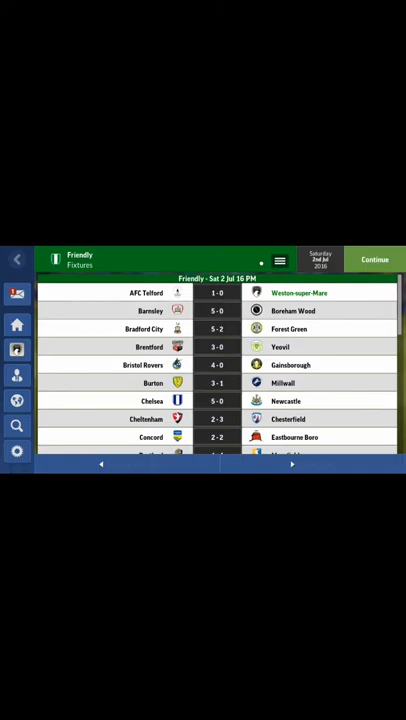 Friendly
Fixtures
Saturday
2nd Jul
2016
Continue
Friendly - Sat 2 Jul 16 PM
AFC Telford 1-0 Weston-super-Mare
Barnsley 5-0 Boreham Wood
Bradford City 5-2 Forest Green
Brentford 3-0 Yeovil
Bristol Rovers 4-0 Gainsborough
Burton 3-1 Millwall
Chelsea 5-0 Newcastle
Cheltenham 2-3 Chesterfield
Concord 2-2 Eastbourne Boro